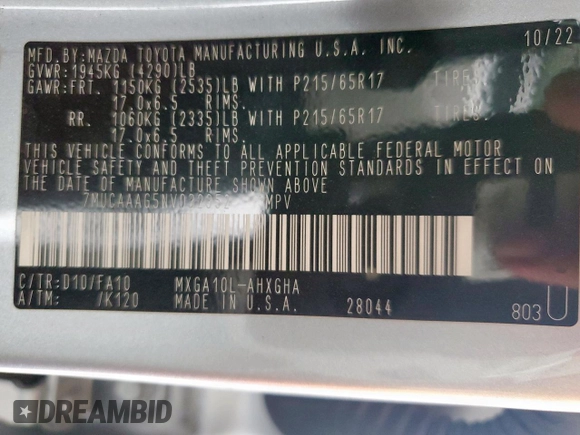 MFD.BY:MAZDA TOYOTA MANUFACTURING U.S.A. INC. 10/22
GVWR:1945KG (4290)LB
GAWR:FRT. 1150KG (2535)LB WITH P215/65R17 TIRES
17.0x6.5 RIMS.
RR. 1060KG (2335)LB WITH P215/65R17 TIRES.
17.0x6.5 RIMS.
THIS VEHICLE CONFORMS TO ALL APPLICABLE FEDERAL MOTOR
VEHICLE SAFETY AND THEFT PREVENTION STANDARDS IN EFFECT ON
THE DATE OF MANUFACTURE SHOWN ABOVE.
MPV
C/TR:D10/FA10 MXGA10L-AHXGHA
A/TM: /K120 MADE IN U.S.A. 28044 803
DREAMBID